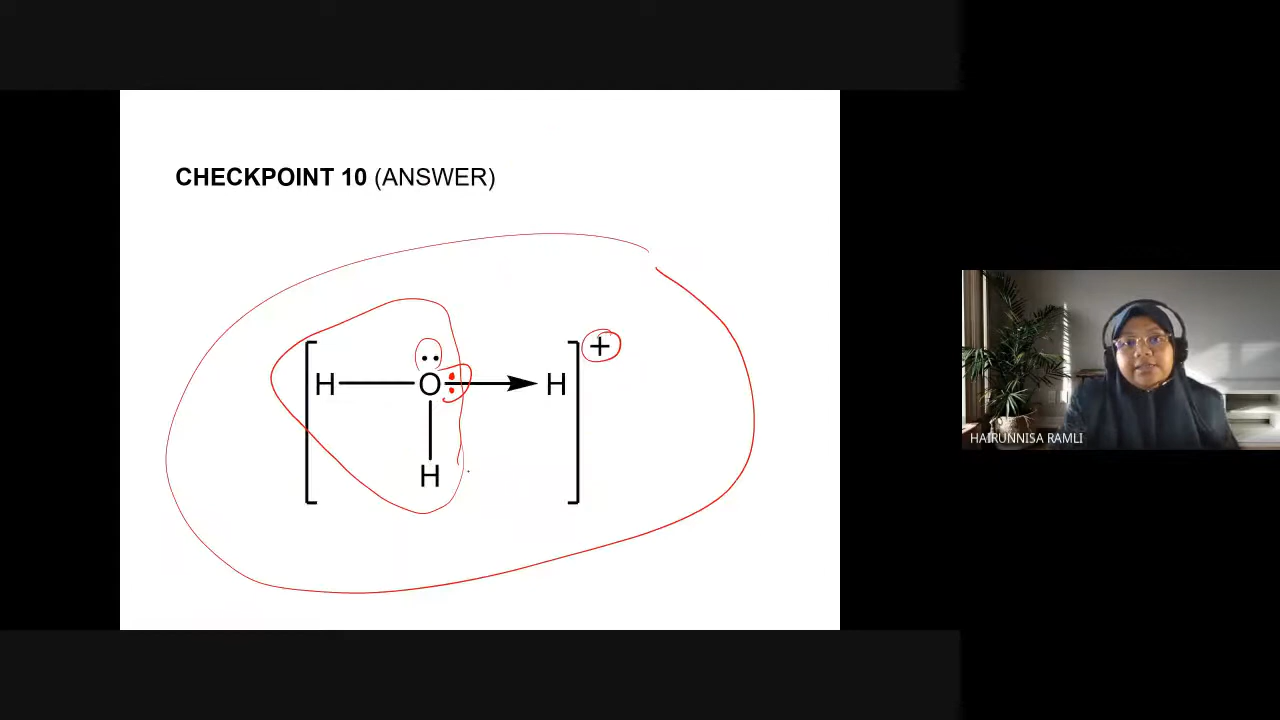 CHECKPOINT 10 (ANSWER)
[H—O→H]+
H
HAIRUNNISA RAMLI